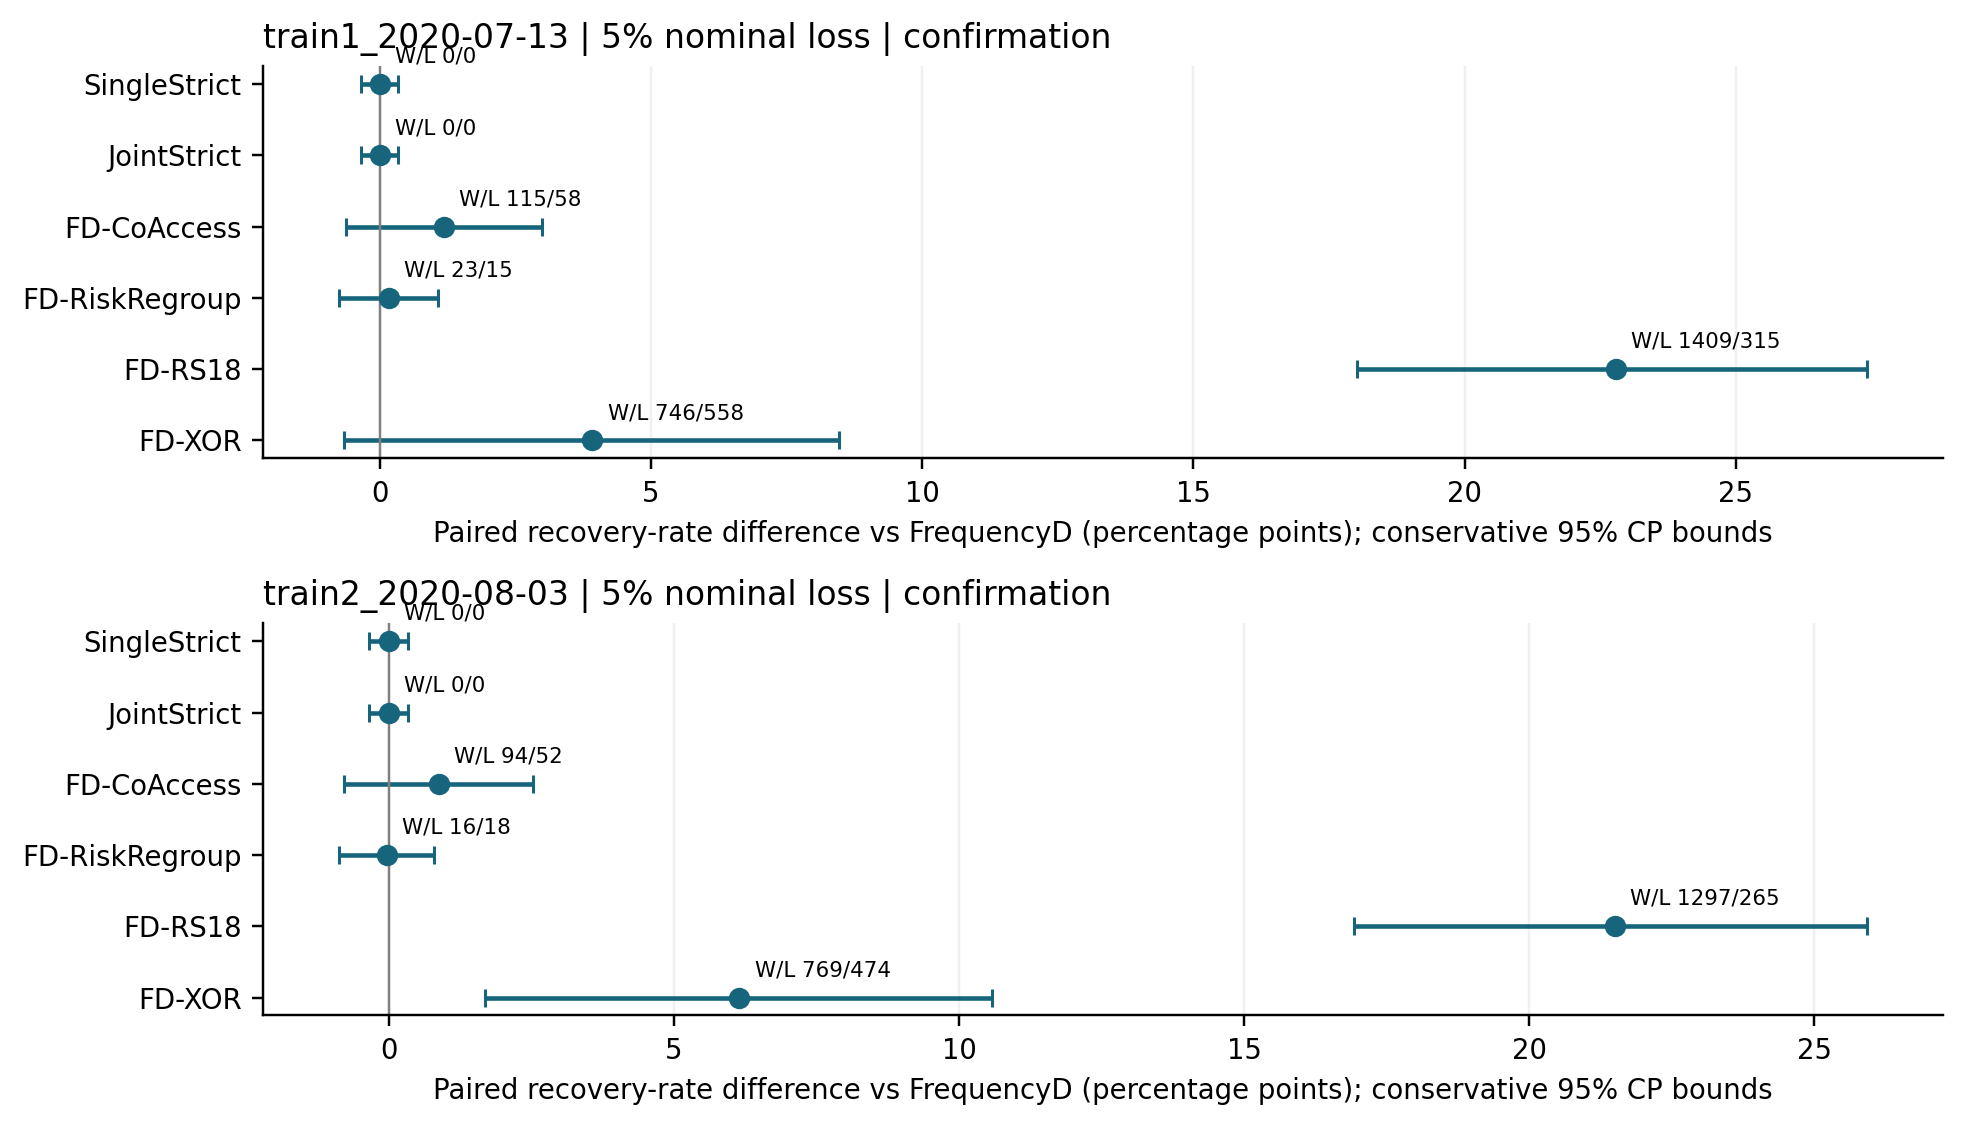 train1_2020-07-13 | 5% nominal loss | confirmation
W/L 0/0
SingleStrict
W/L 0/0
JointStrict
W/L 115/58
FD-CoAccess
W/L 23/15
FD-RiskRegroup
W/L 1409/315
FD-RS18
W/L 746/558
FD-XOR
0 5 10 15 20 25
Paired recovery-rate difference vs FrequencyD (percentage points); conservative 95% CP bounds
train2_2020-08-03 | 5% nominal loss | confirmation
W/L 0/0
SingleStrict
W/L 0/0
JointStrict
W/L 94/52
FD-CoAccess
W/L 16/18
FD-RiskRegroup
W/L 1297/265
FD-RS18
W/L 769/474
FD-XOR
0 5 10 15 20 25
Paired recovery-rate difference vs FrequencyD (percentage points); conservative 95% CP bounds